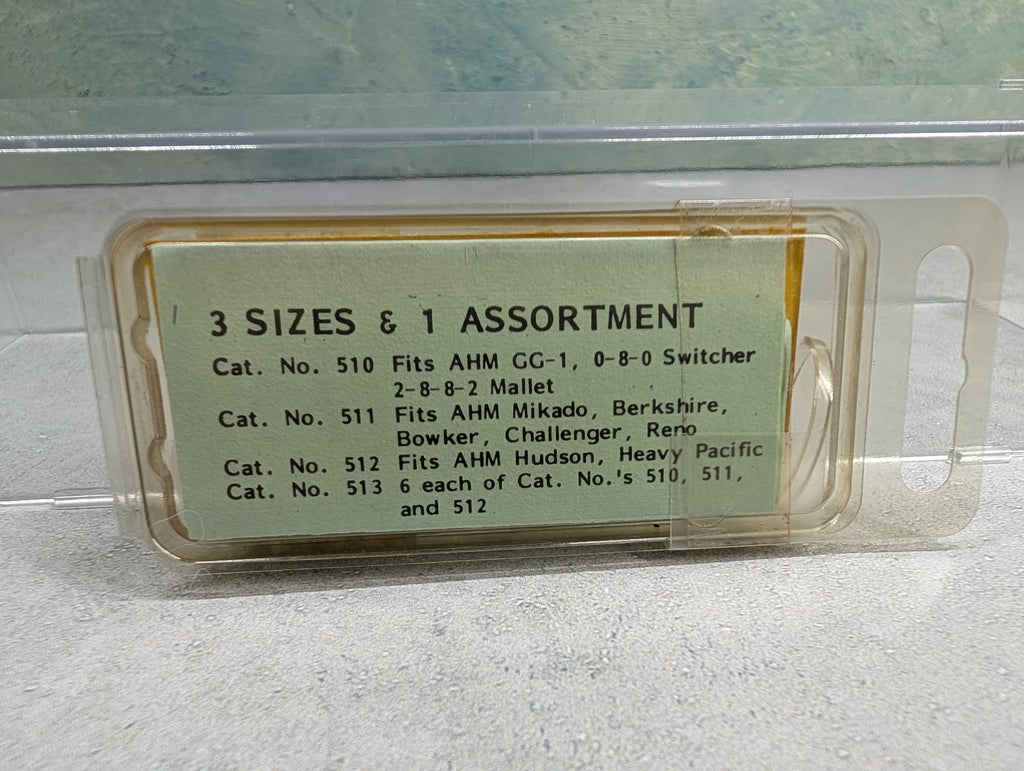 3 SIZES & 1 ASSORTMENT
Cat. No. 510 Fits AHM GG-1, 0-8-0 Switcher
2-8-8-2 Mallet
Cat. No. 511 Fits AHM Mikado, Berkshire,
Bowker, Challenger, Reno
Cat. No. 512 Fits AHM Hudson, Heavy Pacific
Cat. No. 513 6 each of Cat. No.'s 510, 511,
and 512